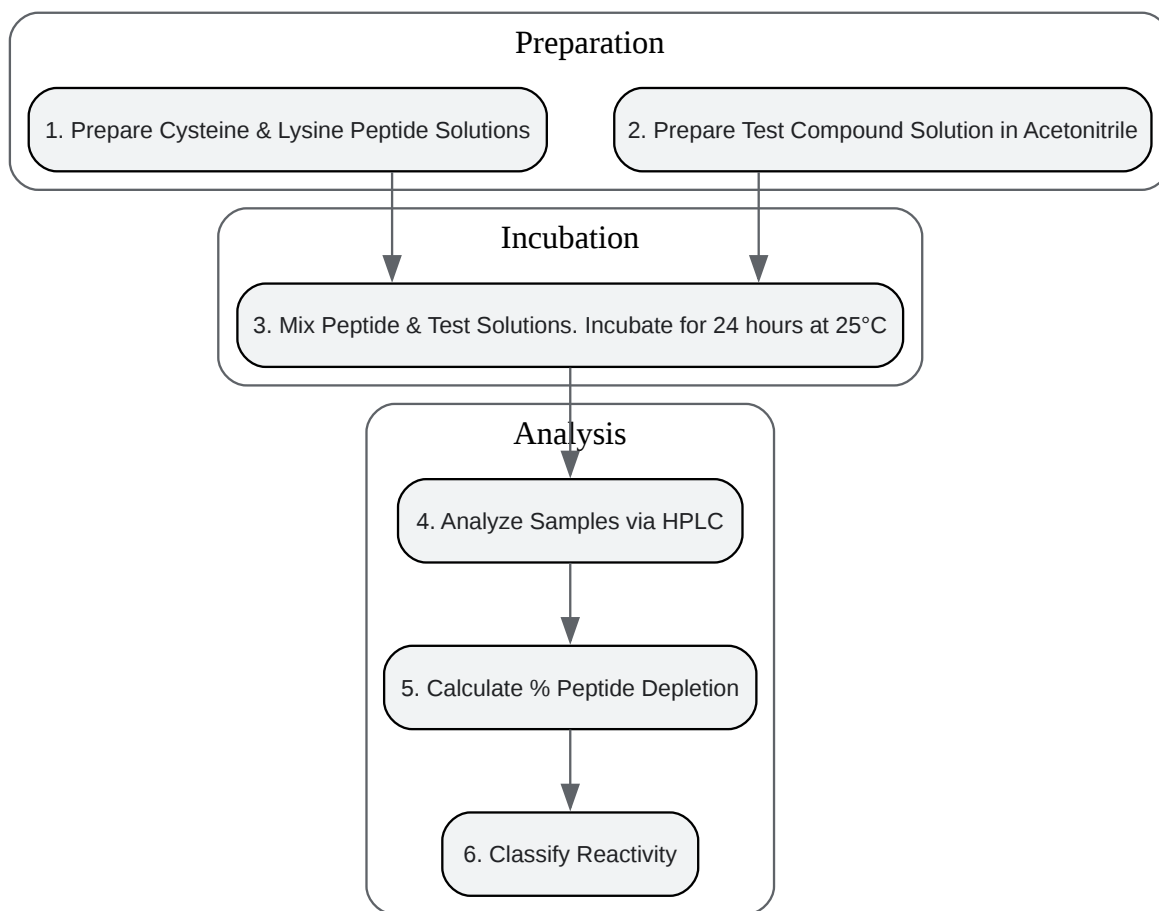 Preparation
1. Prepare Cysteine & Lysine Peptide Solutions
2. Prepare Test Compound Solution in Acetonitrile
Incubation
3. Mix Peptide & Test Solutions. Incubate for 24 hours at 25°C
Analysis
4. Analyze Samples via HPLC
5. Calculate % Peptide Depletion
6. Classify Reactivity